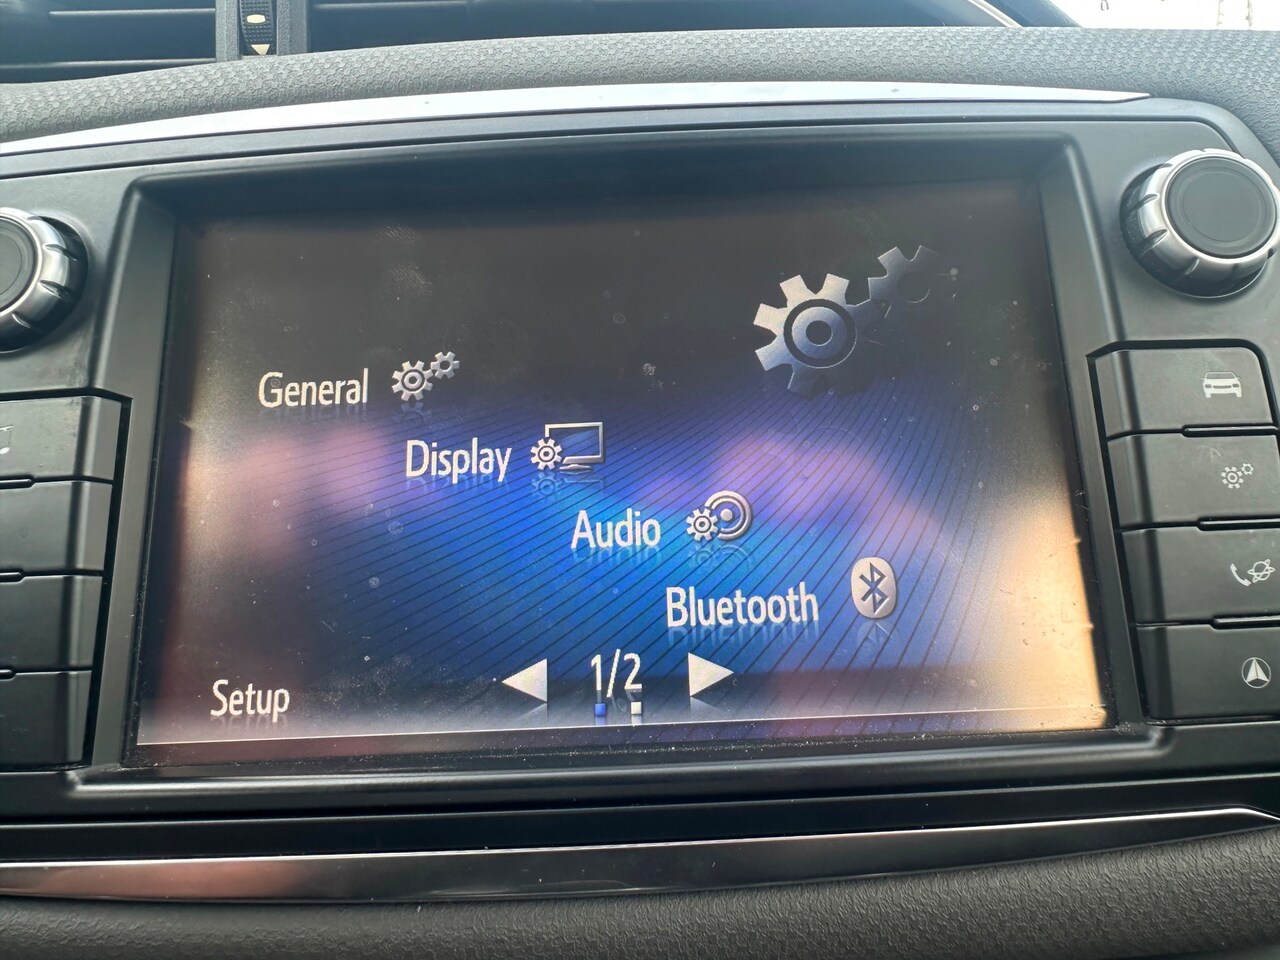 General
Display
Audio
Bluetooth
1/2
Setup